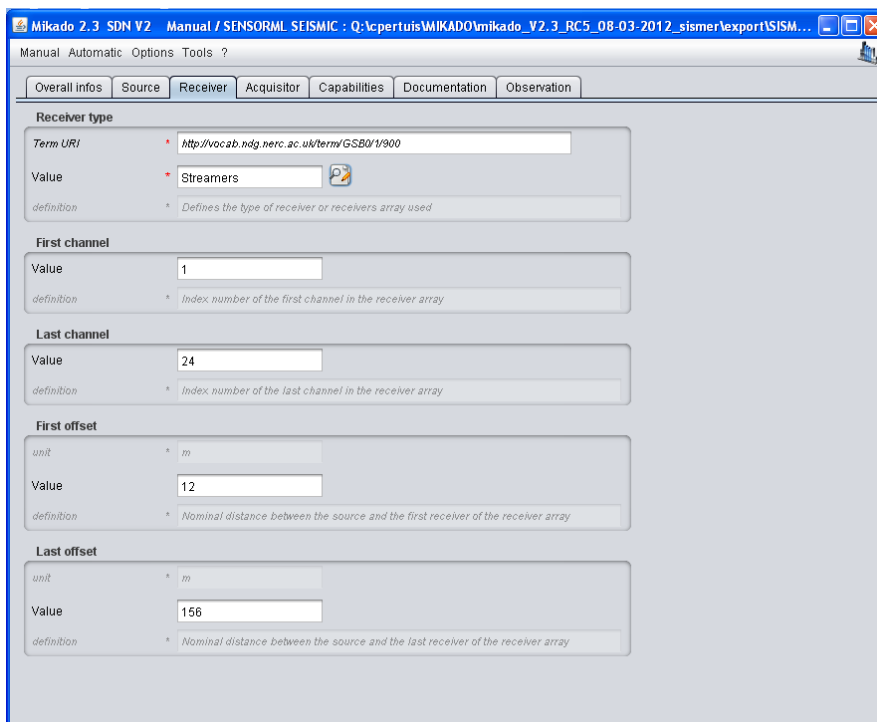 Mikado 2.3 SDN V2 Manual / SENSORML SEISMIC : Q:\cpertuis\MIKADO\mikado_V2.3_RC5_08-03-2012_sismer\export\SISM...
Manual Automatic Options Tools ?
Overall infos Source Receiver Acquisitor Capabilities Documentation Observation
Receiver type
Term URI * http://vocab.ndg.nerc.ac.uk/term/GSB0/1/900
Value * Streamers
definition * Defines the type of receiver or receivers array used
First channel
Value 1
definition * Index number of the first channel in the receiver array
Last channel
Value 24
definition * Index number of the last channel in the receiver array
First offset
unit * m
Value 12
definition * Nominal distance between the source and the first receiver of the receiver array
Last offset
unit * m
Value 156
definition * Nominal distance between the source and the last receiver of the receiver array